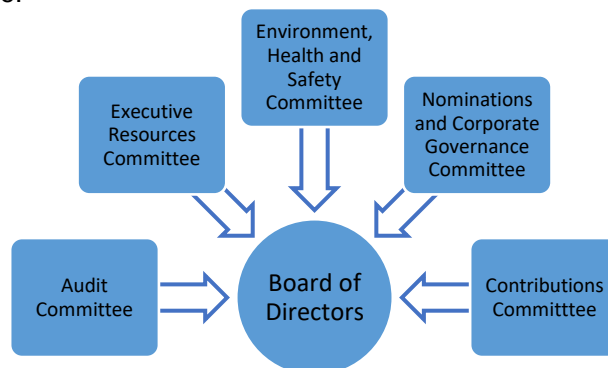 Environment,
Health and
Safety
Committee
Executive
Resources
Committee
Nominations
and Corporate
Governance
Committee
Audit
Committee
Board of
Directors
Contributions
Committtee